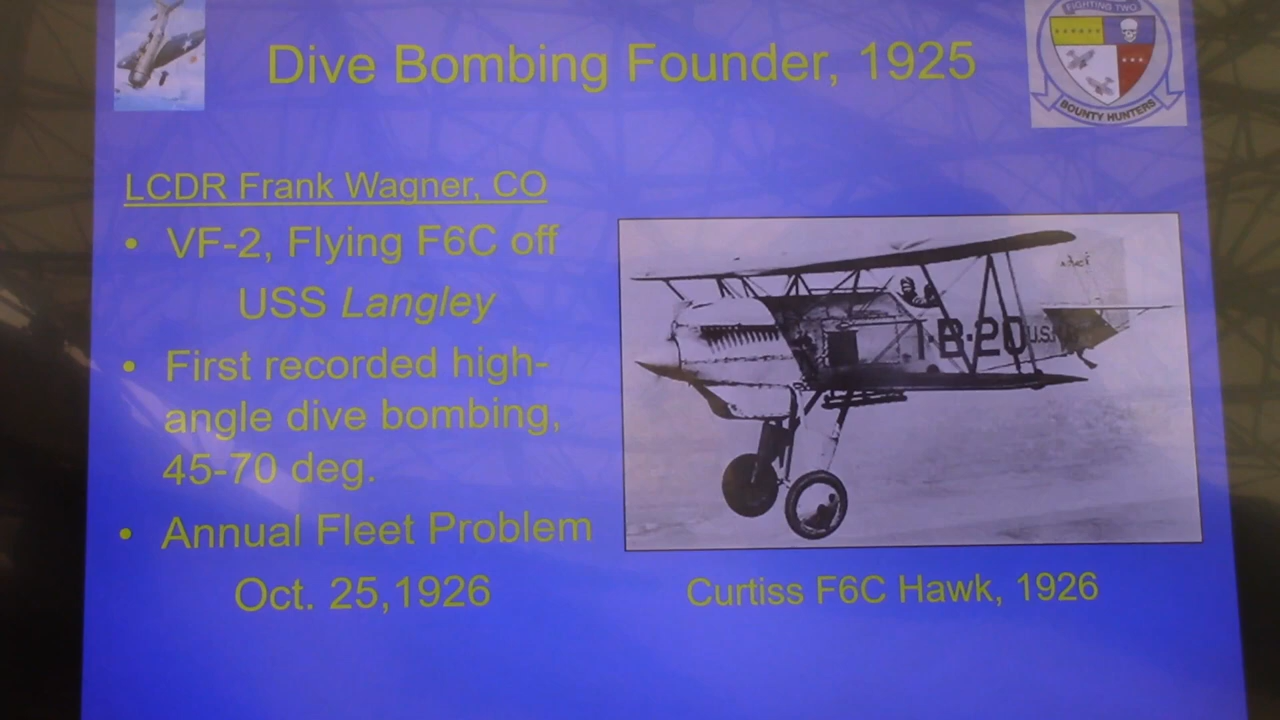 Dive Bombing Founder, 1925
FIGHTING TWO
BOUNTY HUNTERS
LCDR Frank Wagner, CO
• VF-2, Flying F6C off
USS Langley
• First recorded high-
angle dive bombing,
45-70 deg.
• Annual Fleet Problem
Oct. 25,1926
B-20
Curtiss F6C Hawk, 1926